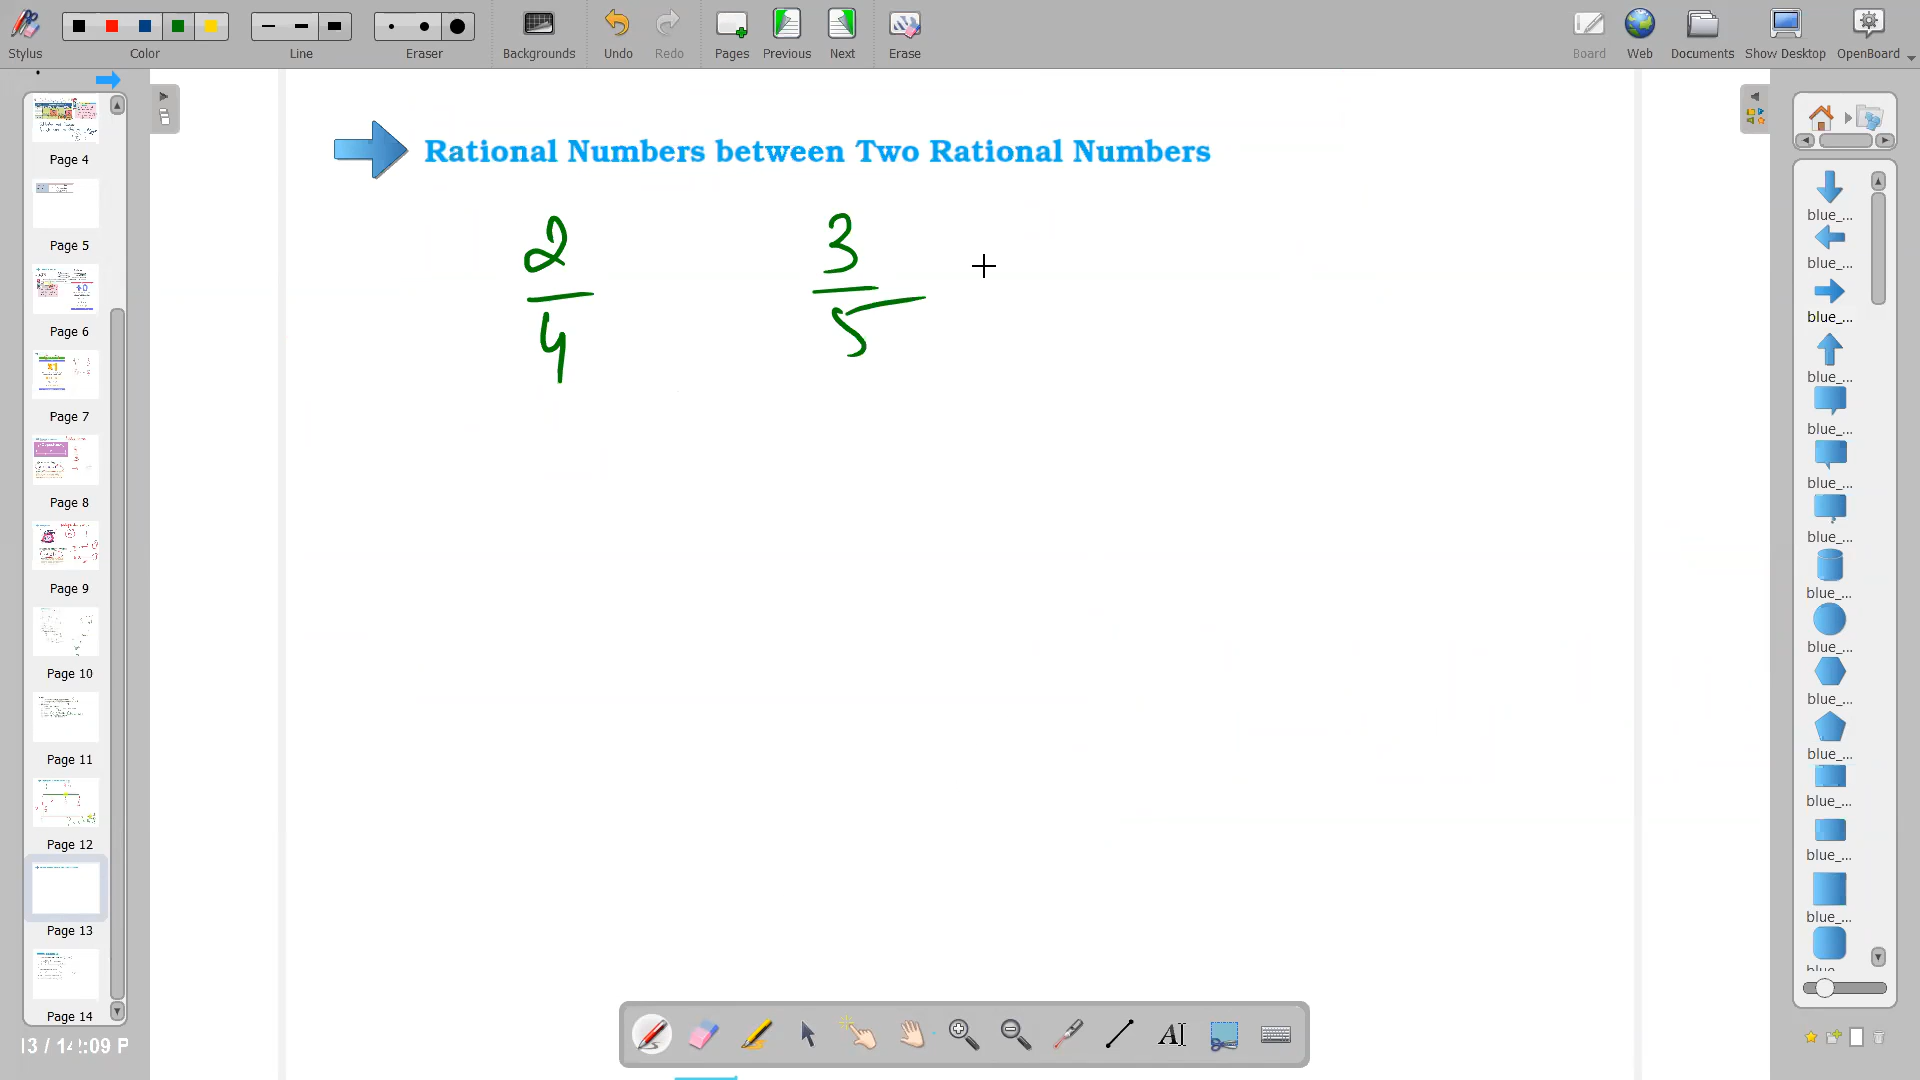 Stylus Color Line Eraser Backgrounds Undo Redo Pages Previous Next Erase Board Web Documents Show Desktop OpenBoard
Rational Numbers between Two Rational Numbers
2 3
4 5
Page 4
Page 5
Page 6
Page 7
Page 8
Page 9
Page 10
Page 11
Page 12
Page 13
Page 14
blue_...
blue_...
blue_...
blue_...
blue_...
blue_...
blue_...
blue_...
blue_...
blue_...
blue_...
blue_...
blue_...
blue_...